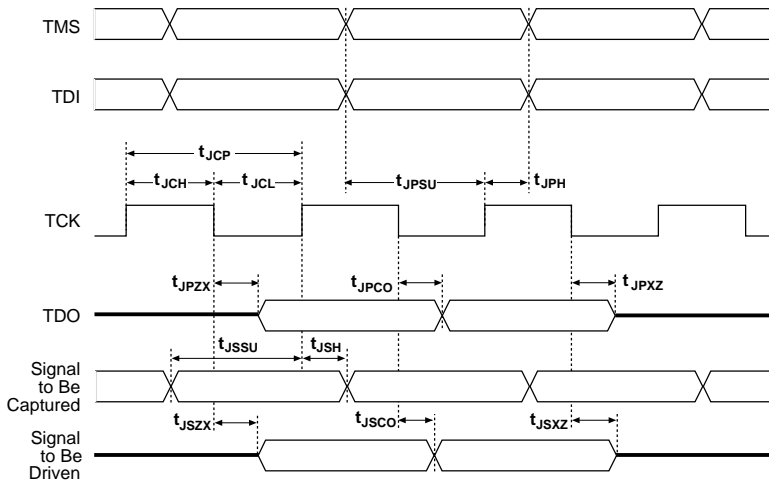 TMS
TDI
tJCP
tJCH tJCL tJPSU tJPH
TCK
tJPZX tJPCO tJPXZ
TDO
tJSSU tJSH
Signal
to Be
Captured
tJSZX tJSCO tJSXZ
Signal
to Be
Driven